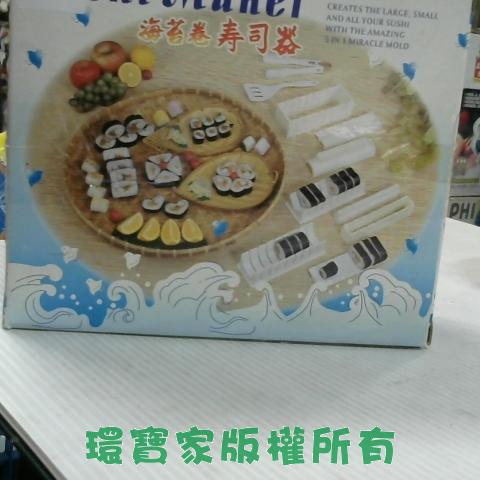 海苔卷寿司器
CREATES THE LARGE, SMALL
AND ALL YOUR SUSHI
WITH THE AMAZING
5-IN-1 MIRACLE MOLD
PHI
環寶家版權所有